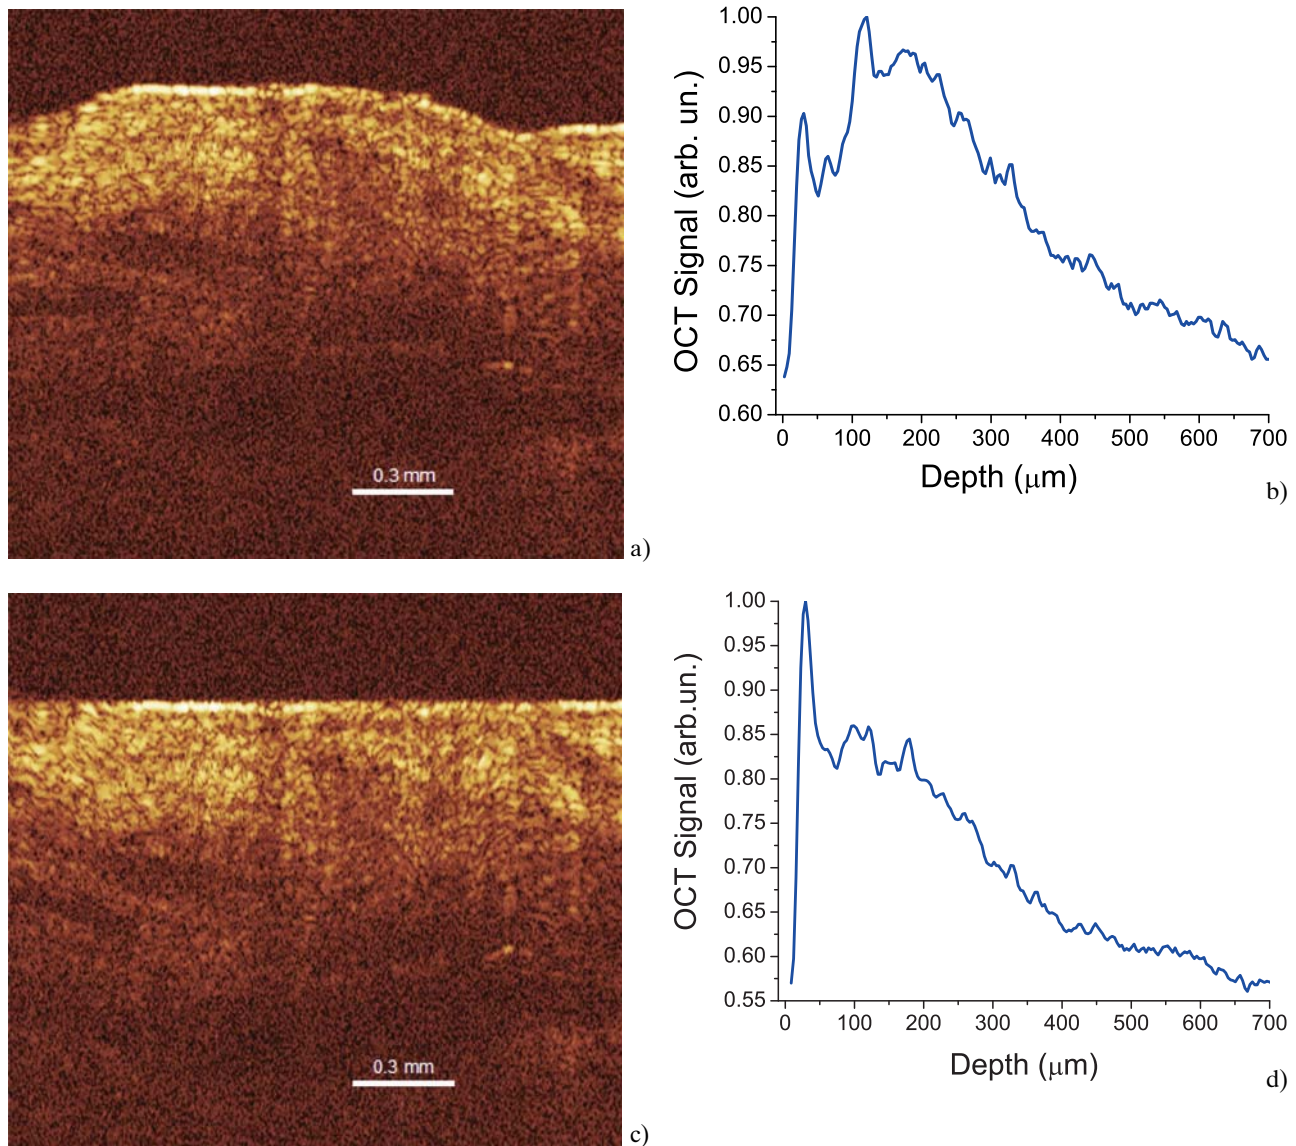 0.3 mm
a)
1.00
0.95
0.90
0.85
0.80
0.75
0.70
0.65
0.60
0 100 200 300 400 500 600 700
OCT Signal (arb. un.)
Depth (μm)
b)
0.3 mm
c)
1.00
0.95
0.90
0.85
0.80
0.75
0.70
0.65
0.60
0.55
0 100 200 300 400 500 600 700
OCT Signal (arb.un.)
Depth (μm)
d)